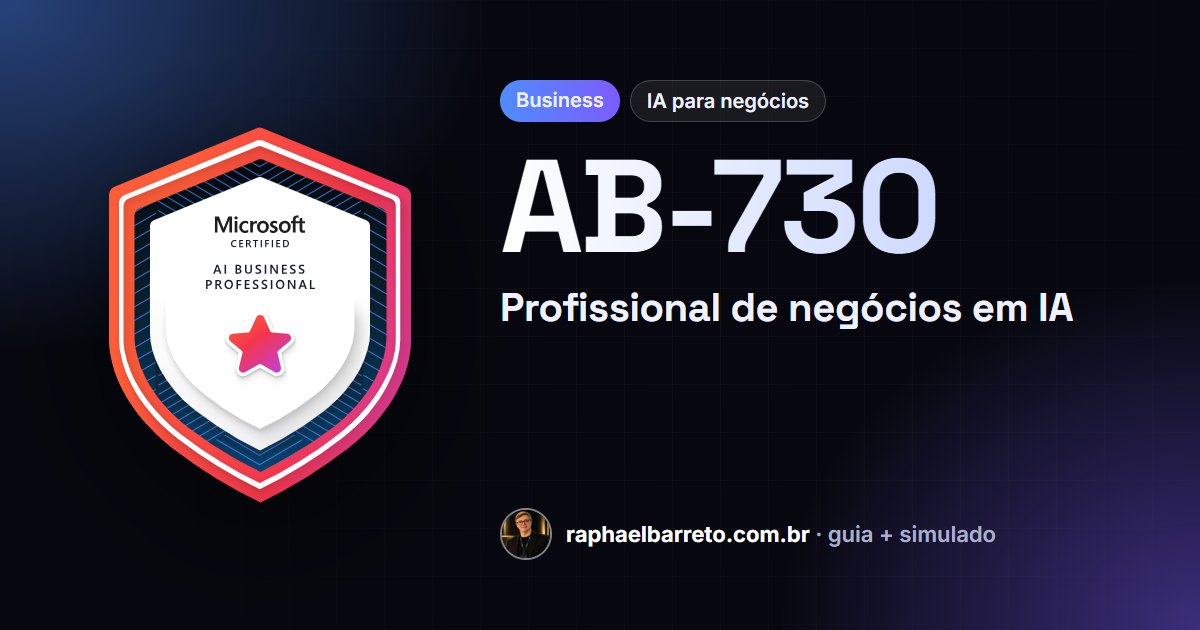 Microsoft
CERTIFIED
AI BUSINESS
PROFESSIONAL
Business
IA para negócios
AB-730
Profissional de negócios em IA
raphaelbarreto.com.br · guia + simulado